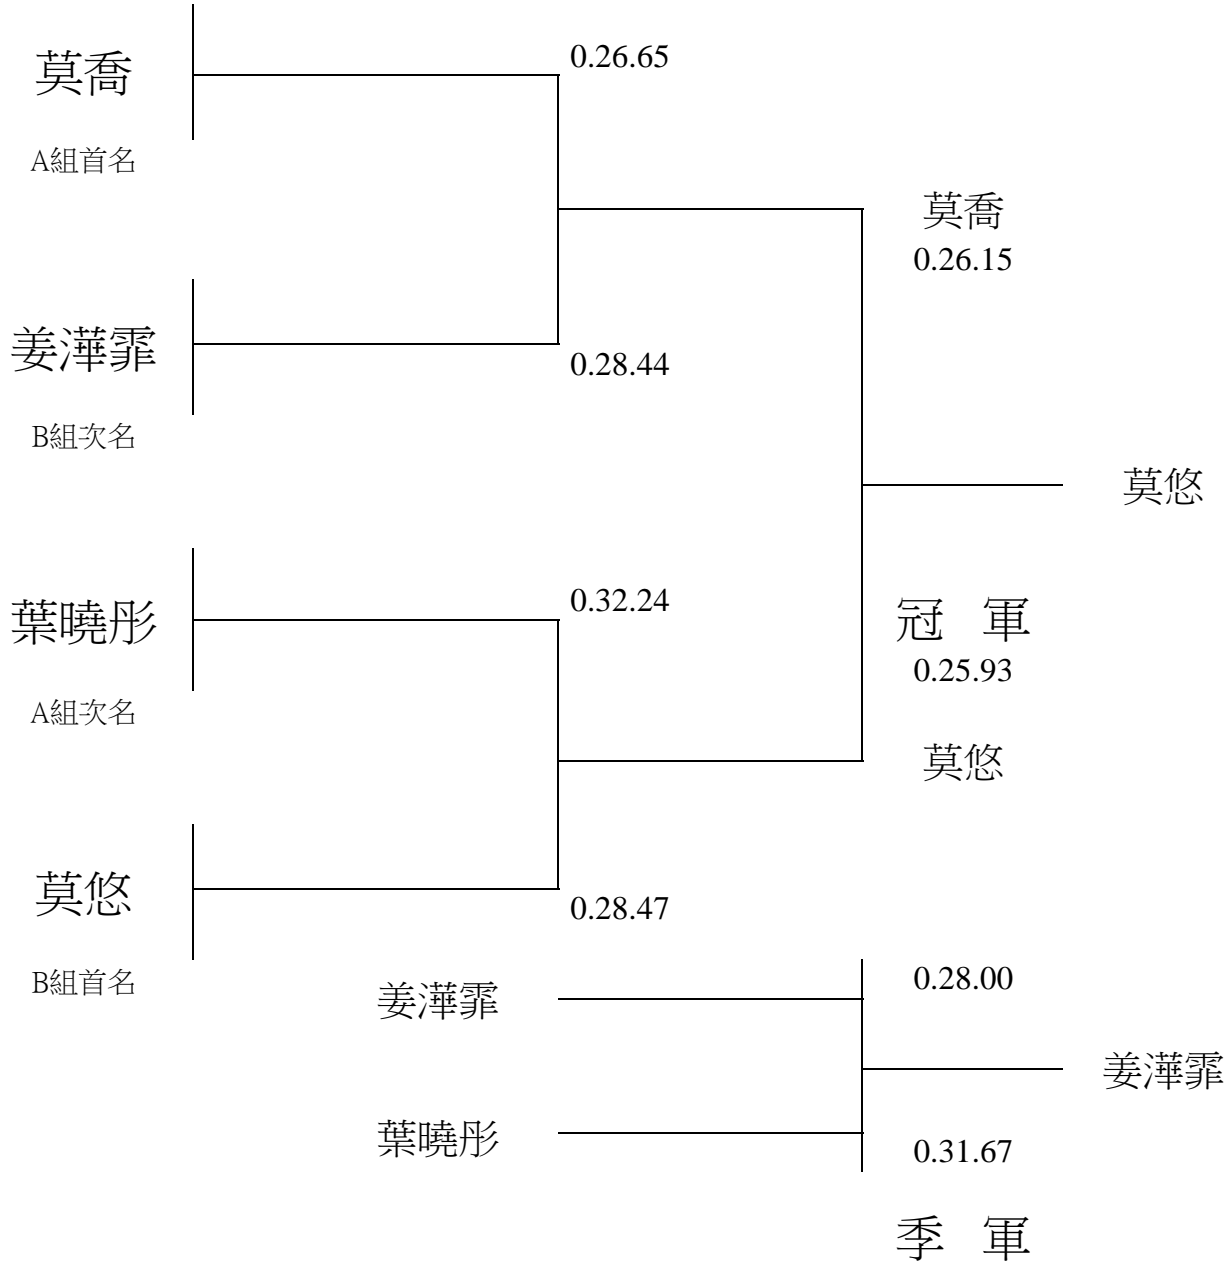 莫喬
0.26.65
A組首名
莫喬
0.26.15
姜澕霏
0.28.44
B組次名
莫悠
葉曉彤
0.32.24
冠 軍
0.25.93
A組次名
莫悠
莫悠
0.28.47
B組首名
姜澕霏
0.28.00
姜澕霏
葉曉彤
0.31.67
季 軍